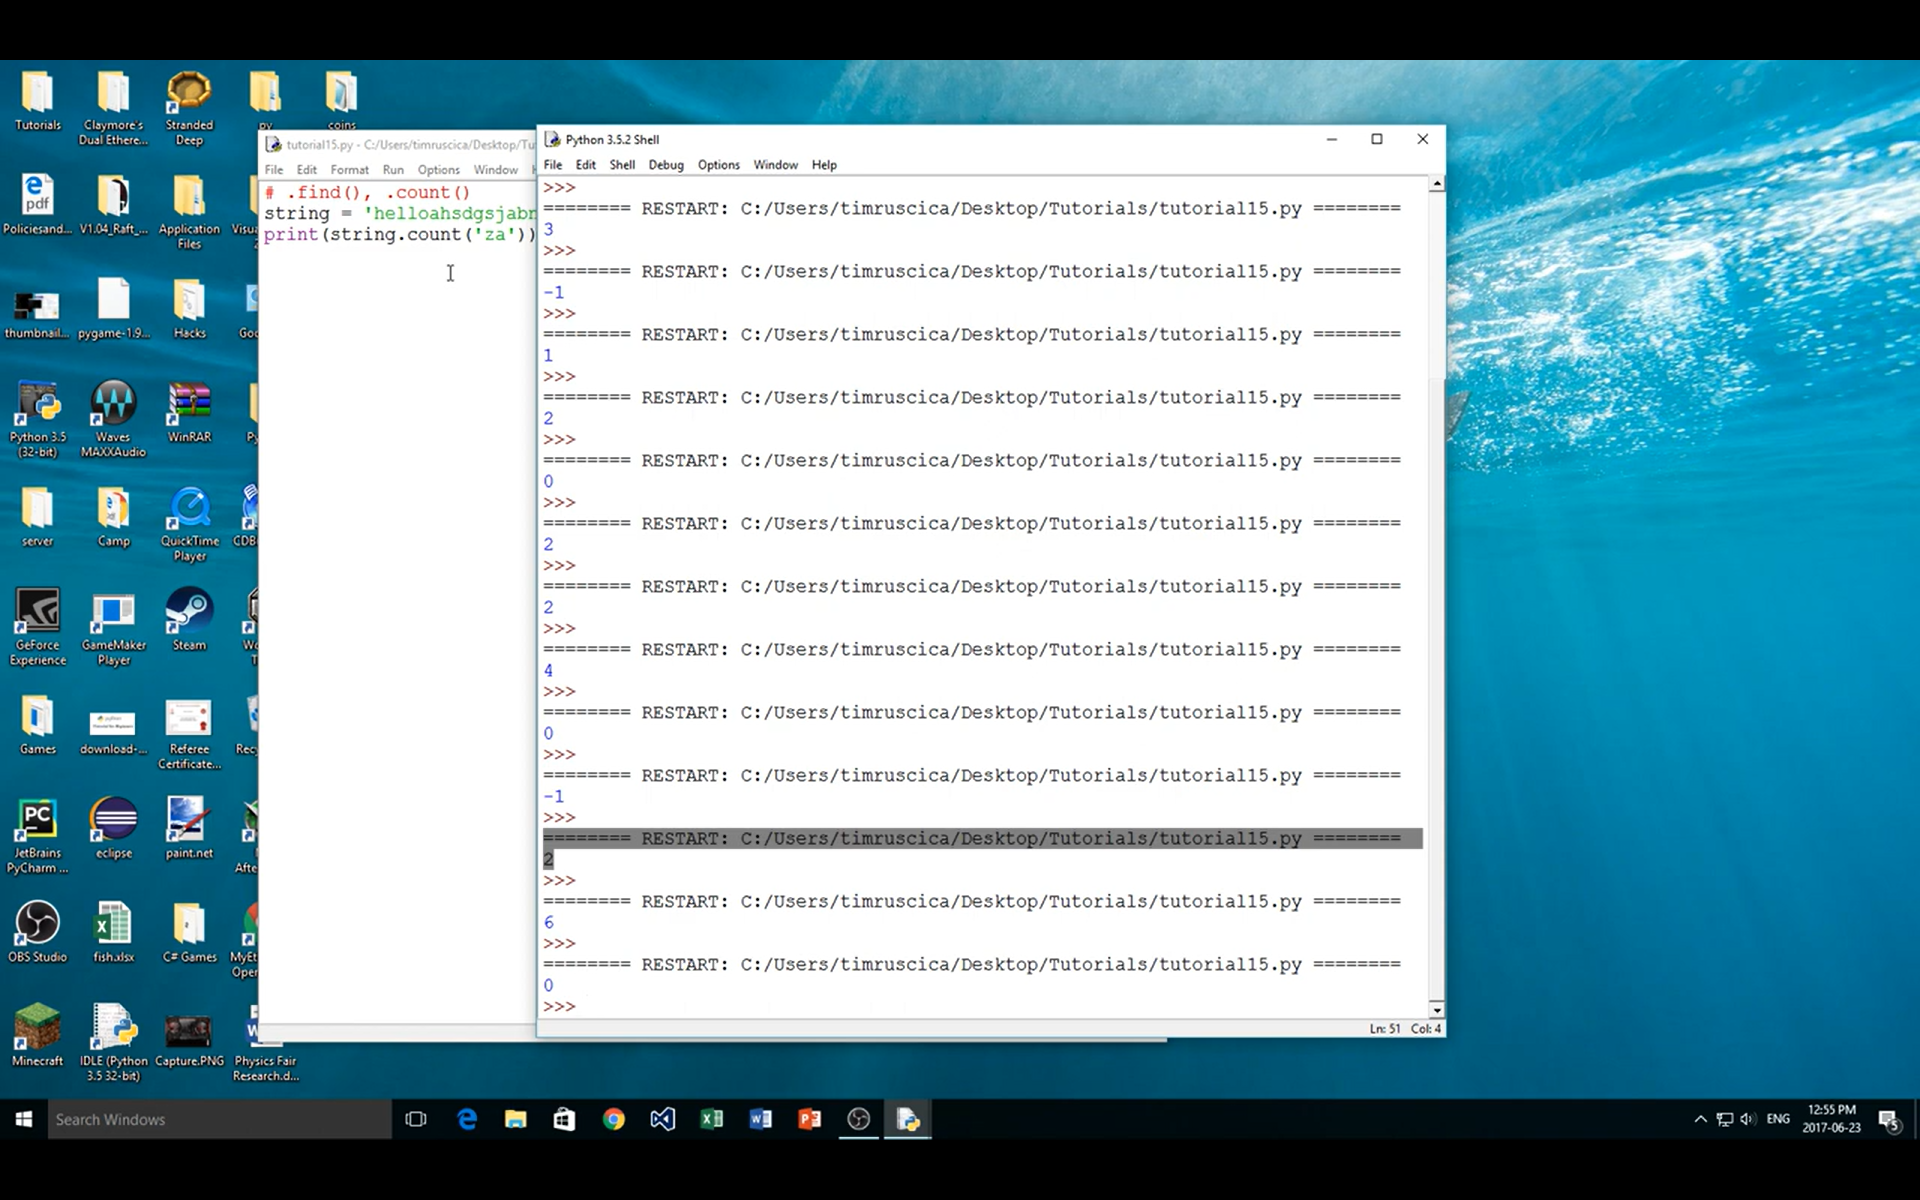 Tutorials
Claymore's
Dual Ethere...
Stranded
Deep
py
coins
Policiesand...
V1.04_Raft_...
Application
Files
thumbnail...
pygame-1.9...
Hacks
Python 3.5
(32-bit)
Waves
MAXXAudio
WinRAR
server
Camp
QuickTime
Player
GeForce
Experience
GameMaker
Player
Steam
Games
download-...
Referee
Certificate...
JetBrains
PyCharm ...
eclipse
paint.net
OBS Studio
fish.xlsx
C# Games
Minecraft
IDLE (Python
3.5 32-bit)
Capture.PNG
Physics Fair
Research.d...
tutorial15.py - C:/Users/timruscica/Desktop/Tu
File Edit Format Run Options Window
# .find(), .count()
string = 'helloahsdgsjabn
print(string.count('za'))
Python 3.5.2 Shell
File Edit Shell Debug Options Window Help
>>>
======== RESTART: C:/Users/timruscica/Desktop/Tutorials/tutorial15.py ========
3
>>>
======== RESTART: C:/Users/timruscica/Desktop/Tutorials/tutorial15.py ========
-1
>>>
======== RESTART: C:/Users/timruscica/Desktop/Tutorials/tutorial15.py ========
1
>>>
======== RESTART: C:/Users/timruscica/Desktop/Tutorials/tutorial15.py ========
2
>>>
======== RESTART: C:/Users/timruscica/Desktop/Tutorials/tutorial15.py ========
0
>>>
======== RESTART: C:/Users/timruscica/Desktop/Tutorials/tutorial15.py ========
2
>>>
======== RESTART: C:/Users/timruscica/Desktop/Tutorials/tutorial15.py ========
2
>>>
======== RESTART: C:/Users/timruscica/Desktop/Tutorials/tutorial15.py ========
4
>>>
======== RESTART: C:/Users/timruscica/Desktop/Tutorials/tutorial15.py ========
0
>>>
======== RESTART: C:/Users/timruscica/Desktop/Tutorials/tutorial15.py ========
-1
>>>
======== RESTART: C:/Users/timruscica/Desktop/Tutorials/tutorial15.py ========
2
>>>
======== RESTART: C:/Users/timruscica/Desktop/Tutorials/tutorial15.py ========
6
>>>
======== RESTART: C:/Users/timruscica/Desktop/Tutorials/tutorial15.py ========
0
>>>
Ln: 51 Col: 4
Search Windows
ENG
12:55 PM
2017-06-23
5